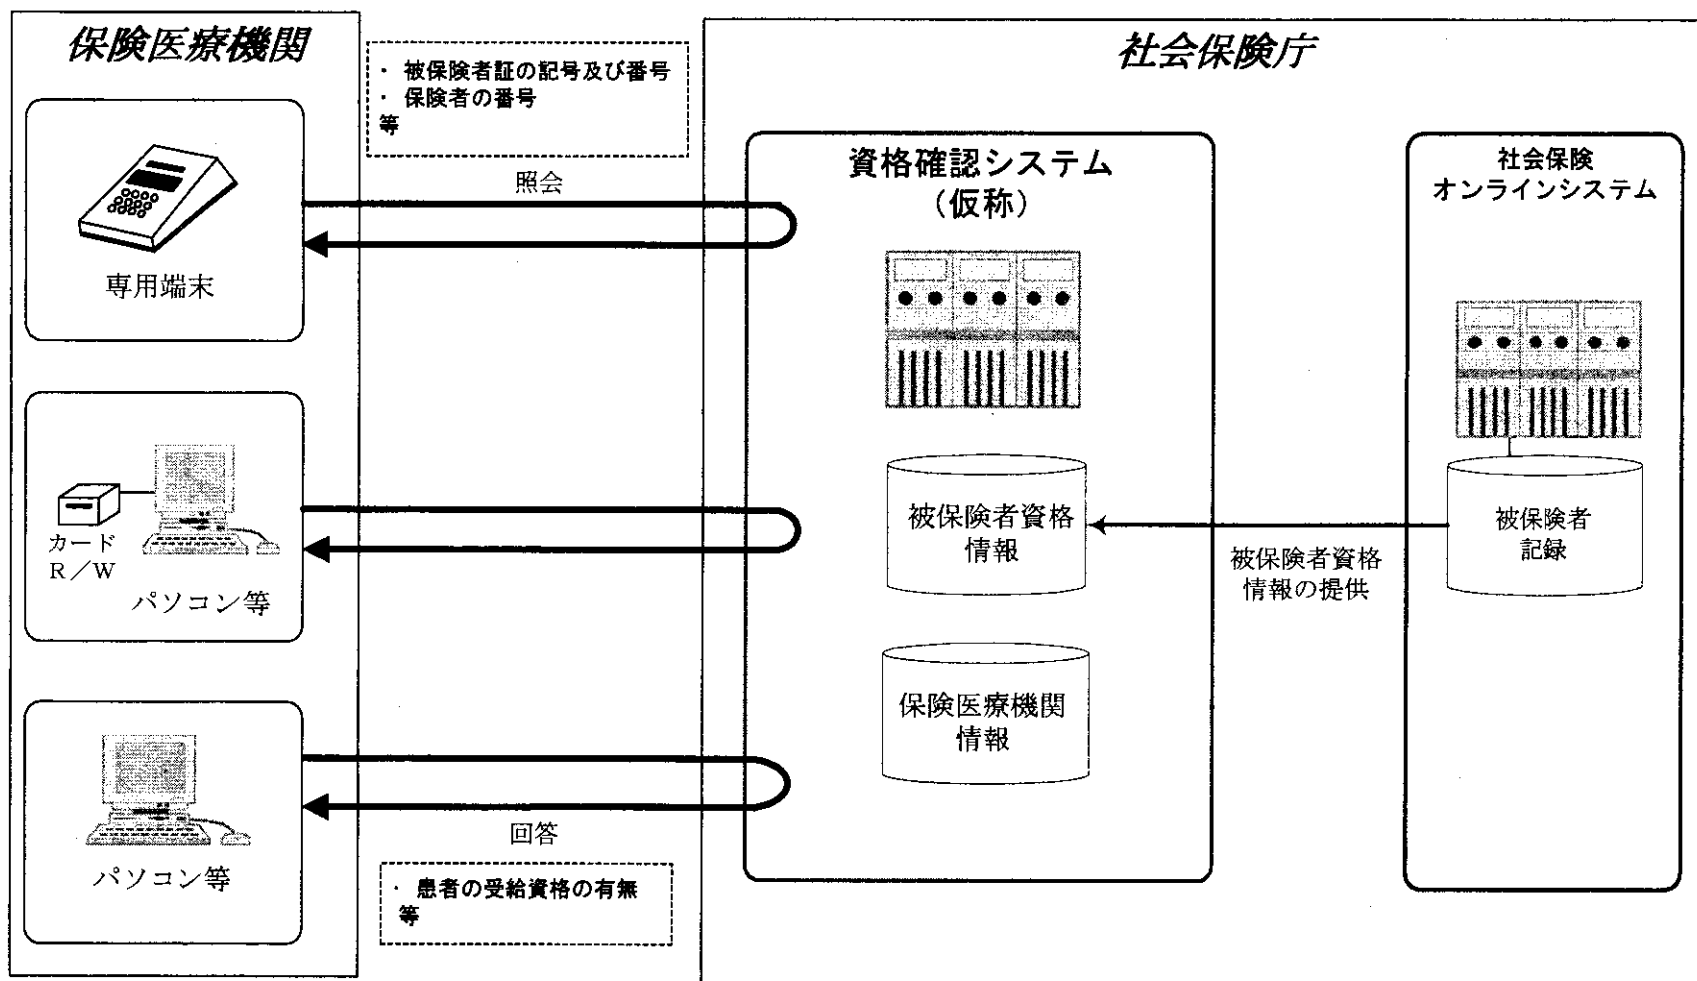 保険医療機関
・ 被保険者証の記号及び番号
・ 保険者の番号
等
照会
専用端末
カード
R／W
パソコン等
パソコン等
回答
・ 患者の受給資格の有無
等
社会保険庁
資格確認システム
（仮称）
被保険者資格
情報
保険医療機関
情報
被保険者資格
情報の提供
社会保険
オンラインシステム
被保険者
記録